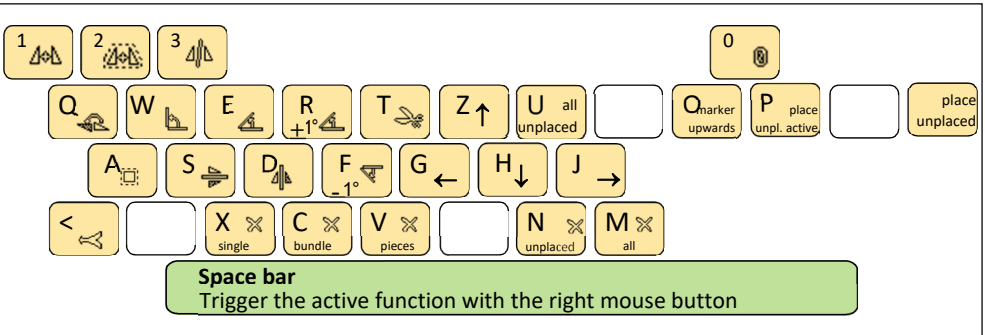 1 2 3 0
Q W E R T Z U all O marker P place place
±1° unplaced upwards unpl. active unplaced
A S D F G H J
-1°
< X C V N M
single bundle pieces unplaced all
Space bar
Trigger the active function with the right mouse button